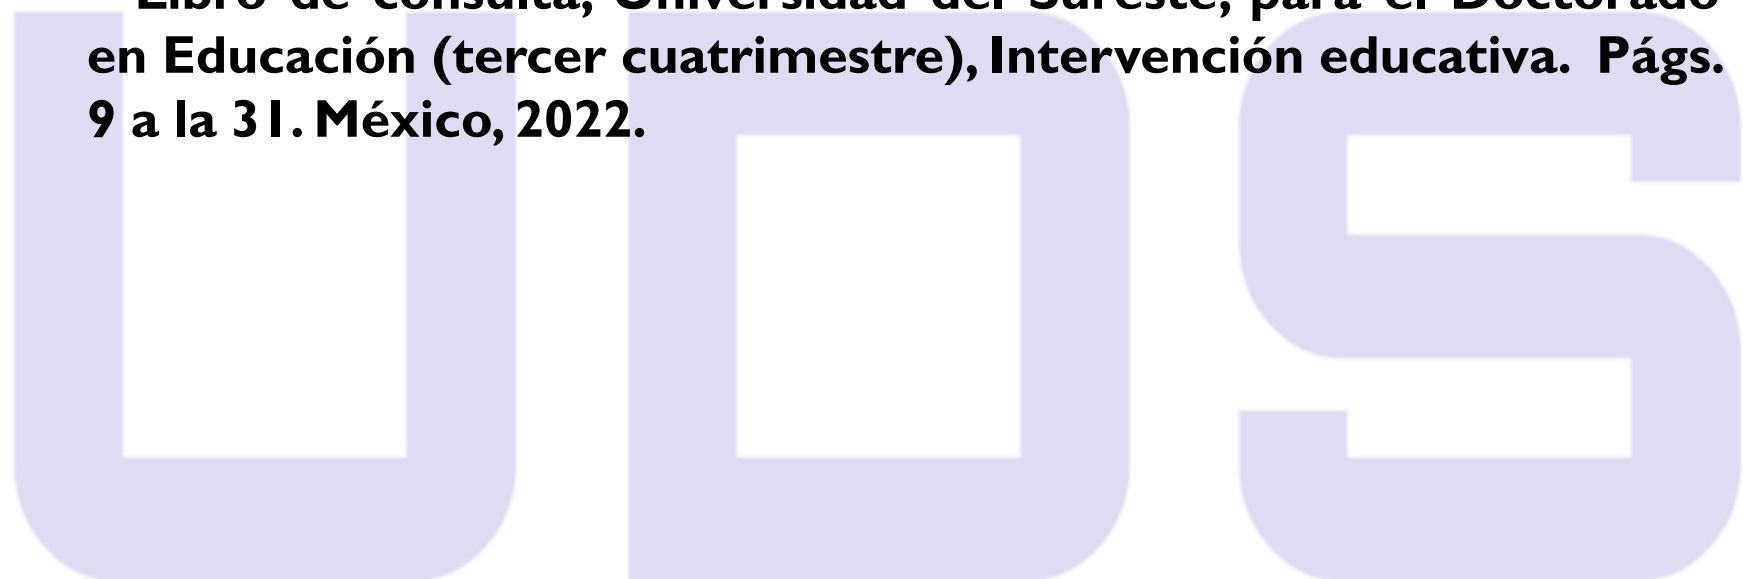 Libro de consulta, Universidad del Sureste, para el Doctorado
en Educación (tercer cuatrimestre), Intervención educativa. Págs.
9 a la 31. México, 2022.
UDS